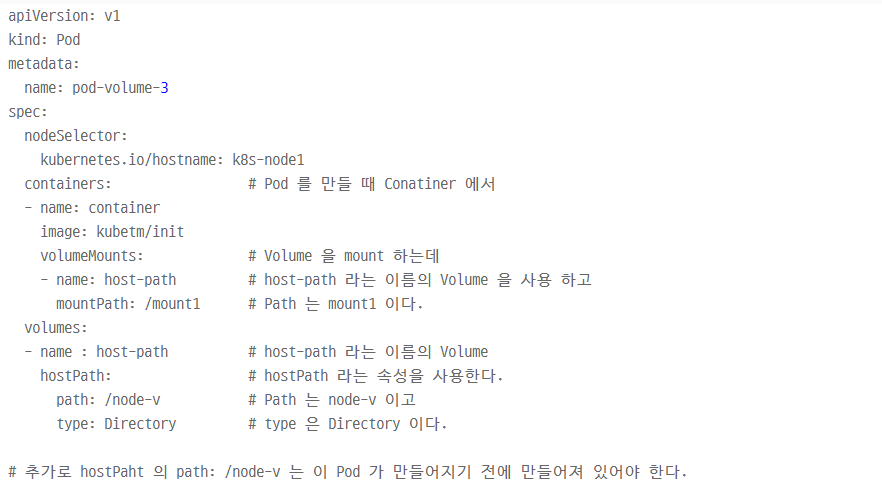 apiVersion: v1
kind: Pod
metadata:
  name: pod-volume-3
spec:
  nodeSelector:
    kubernetes.io/hostname: k8s-node1
  containers:                 # Pod 를 만들 때 Conatiner 에서
  - name: container
    image: kubetm/init
    volumeMounts:             # Volume 을 mount 하는데
    - name: host-path         # host-path 라는 이름의 Volume 을 사용 하고
      mountPath: /mount1      # Path 는 mount1 이다.
  volumes:
  - name : host-path          # host-path 라는 이름의 Volume
    hostPath:                 # hostPath 라는 속성을 사용한다.
      path: /node-v           # Path 는 node-v 이고
      type: Directory         # type 은 Directory 이다.
# 추가로 hostPaht 의 path: /node-v 는 이 Pod 가 만들어지기 전에 만들어져 있어야 한다.